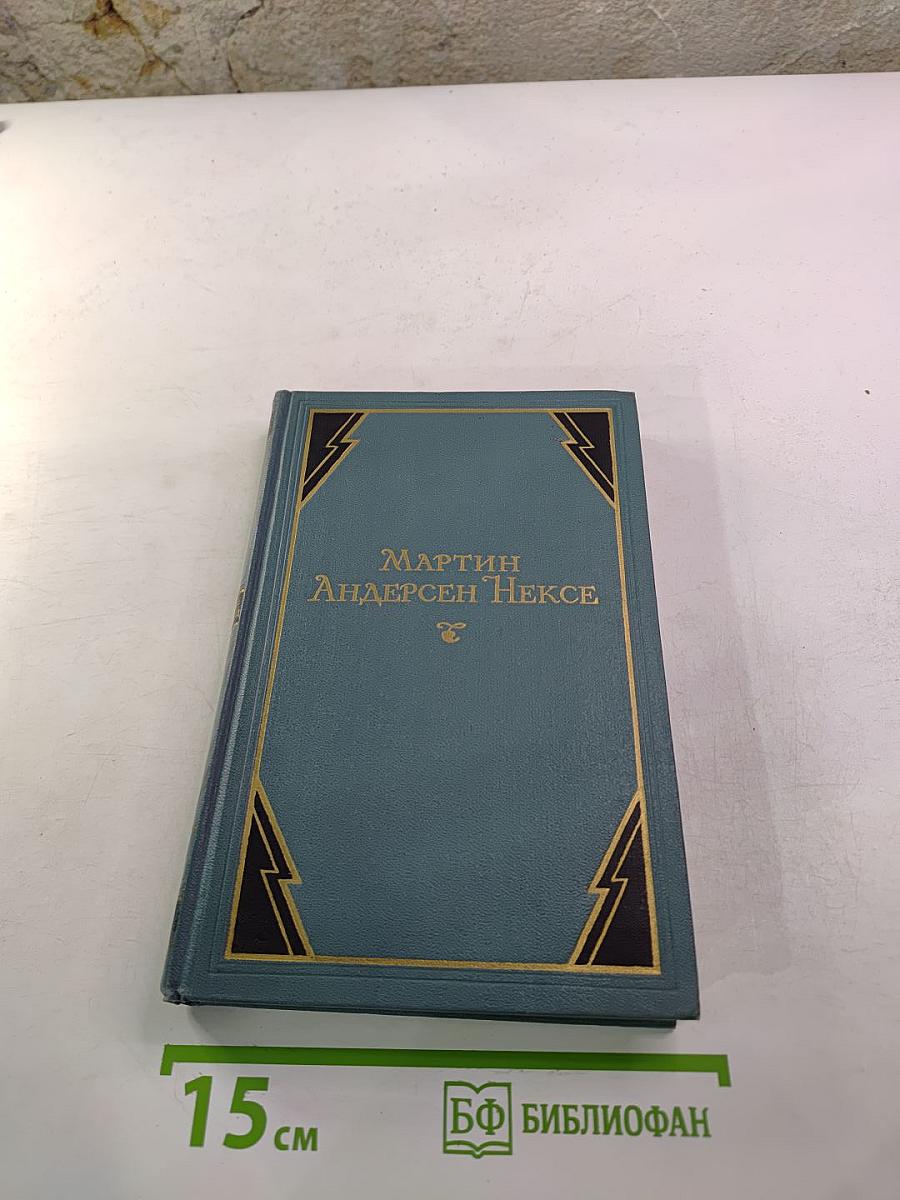 Мартин
Андерсен Нексе
15 см
БФ БИБЛИОФАН